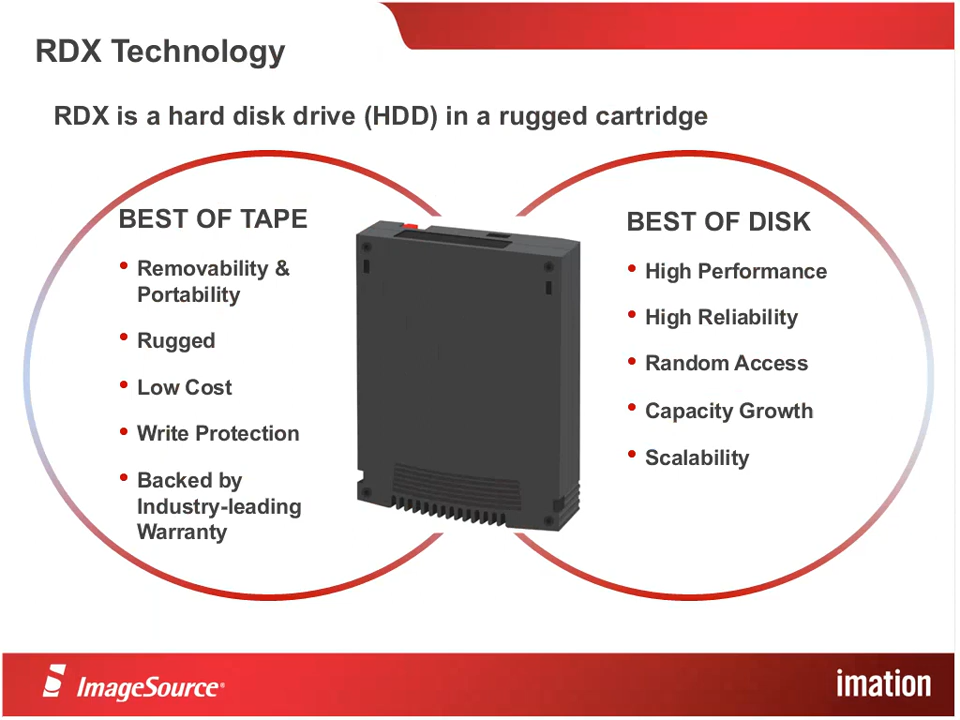 RDX Technology
RDX is a hard disk drive (HDD) in a rugged cartridge
BEST OF TAPE
• Removability &
Portability
• Rugged
• Low Cost
• Write Protection
• Backed by
Industry-leading
Warranty
BEST OF DISK
• High Performance
• High Reliability
• Random Access
• Capacity Growth
• Scalability
ImageSource®
imation